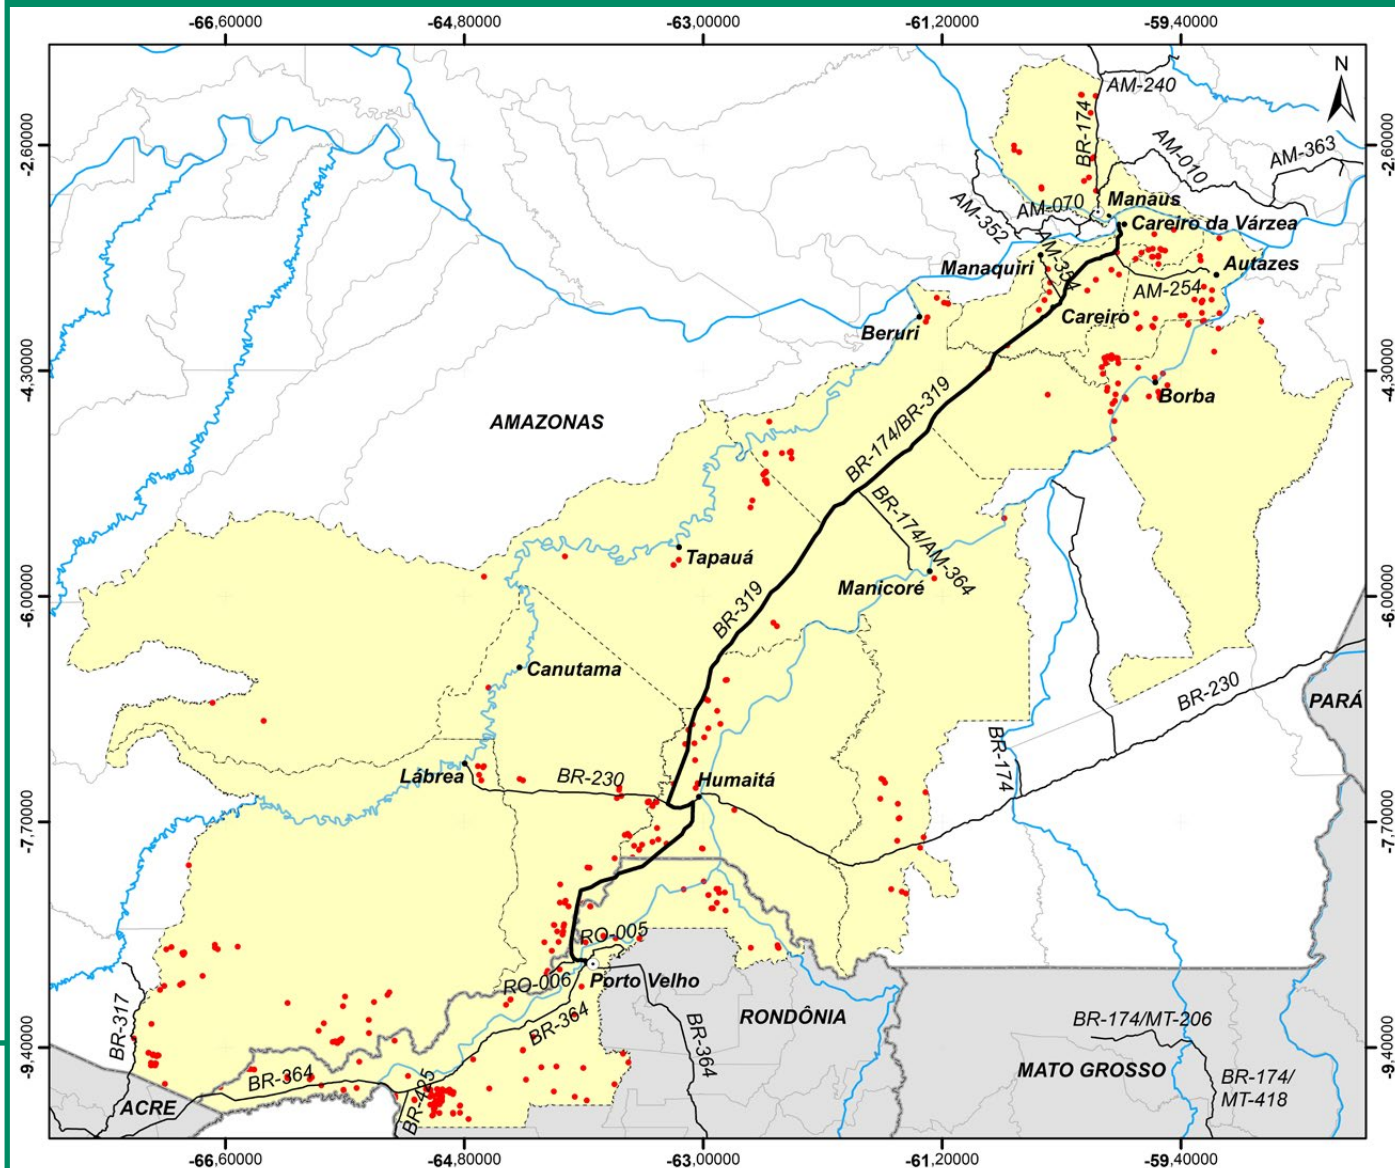 -66,60000 -64,80000 -63,00000 -61,20000 -59,40000
N
AM-240
BR-174
-2,60000
-2,60000
AM-010
AM-363
AM-070
Manaus
AM-352
Careiro da Várzea
AM-354
Manaquiri
Autazes
AM-254
Careiro
Beruri
-4,30000
-4,30000
Borba
BR-174/BR-319
AMAZONAS
BR-174/AM-364
Tapauá
Manicoré
-6,00000
-6,00000
BR-319
Canutama
BR-230
PARÁ
BR-174
Lábrea
BR-230
Humaitá
-7,70000
-7,70000
RO-005
RO-006
Porto Velho
BR-317
BR-364
BR-364
RONDÔNIA
BR-174/MT-206
-9,40000
-9,40000
MATO GROSSO
BR-364
BR-425
BR-174/
MT-418
ACRE
-66,60000 -64,80000 -63,00000 -61,20000 -59,40000